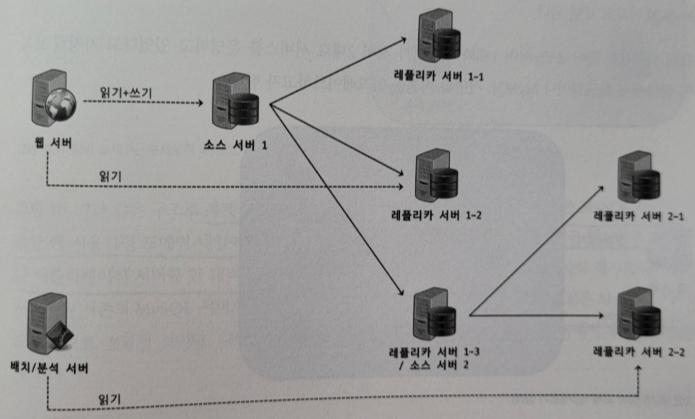 레플리카 서버 1-1
읽기+쓰기
웹 서버
소스 서버 1
읽기
레플리카 서버 1-2
레플리카 서버 2-1
레플리카 서버 1-3
/ 소스 서버 2
레플리카 서버 2-2
배치/분석 서버
읽기